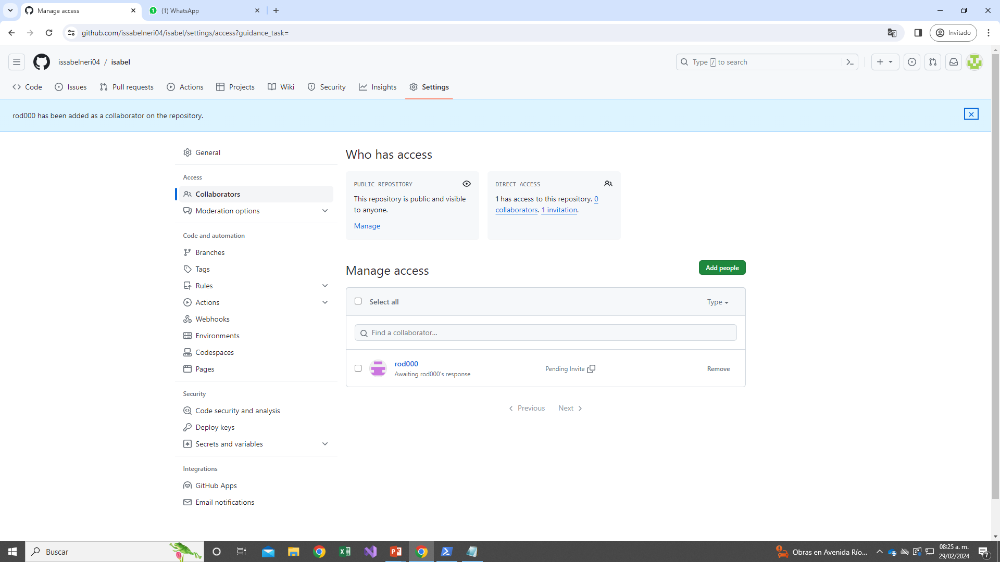 Manage access
(1) WhatsApp
github.com/issabelneri04/isabel/settings/access?guidance_task=
Invitado
issabelneri04 / isabel
Type / to search
Code
Issues
Pull requests
Actions
Projects
Wiki
Security
Insights
Settings
rod000 has been added as a collaborator on the repository.
General
Access
Collaborators
Moderation options
Code and automation
Branches
Tags
Rules
Actions
Webhooks
Environments
Codespaces
Pages
Security
Code security and analysis
Deploy keys
Secrets and variables
Integrations
GitHub Apps
Email notifications
Who has access
PUBLIC REPOSITORY
This repository is public and visible
to anyone.
Manage
DIRECT ACCESS
1 has access to this repository. 0
collaborators. 1 invitation.
Manage access
Add people
Select all
Type
Find a collaborator...
rod000
Awaiting rod000's response
Pending Invite
Remove
Previous
Next
Buscar
Obras en Avenida Río...
08:25 a. m.
29/02/2024
7